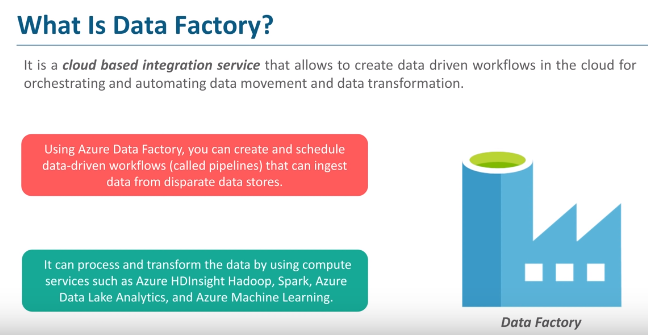 What Is Data Factory?
It is a cloud based integration service that allows to create data driven workflows in the cloud for
orchestrating and automating data movement and data transformation.
Using Azure Data Factory, you can create and schedule
data-driven workflows (called pipelines) that can ingest
data from disparate data stores.
It can process and transform the data by using compute
services such as Azure HDInsight Hadoop, Spark, Azure
Data Lake Analytics, and Azure Machine Learning.
Data Factory